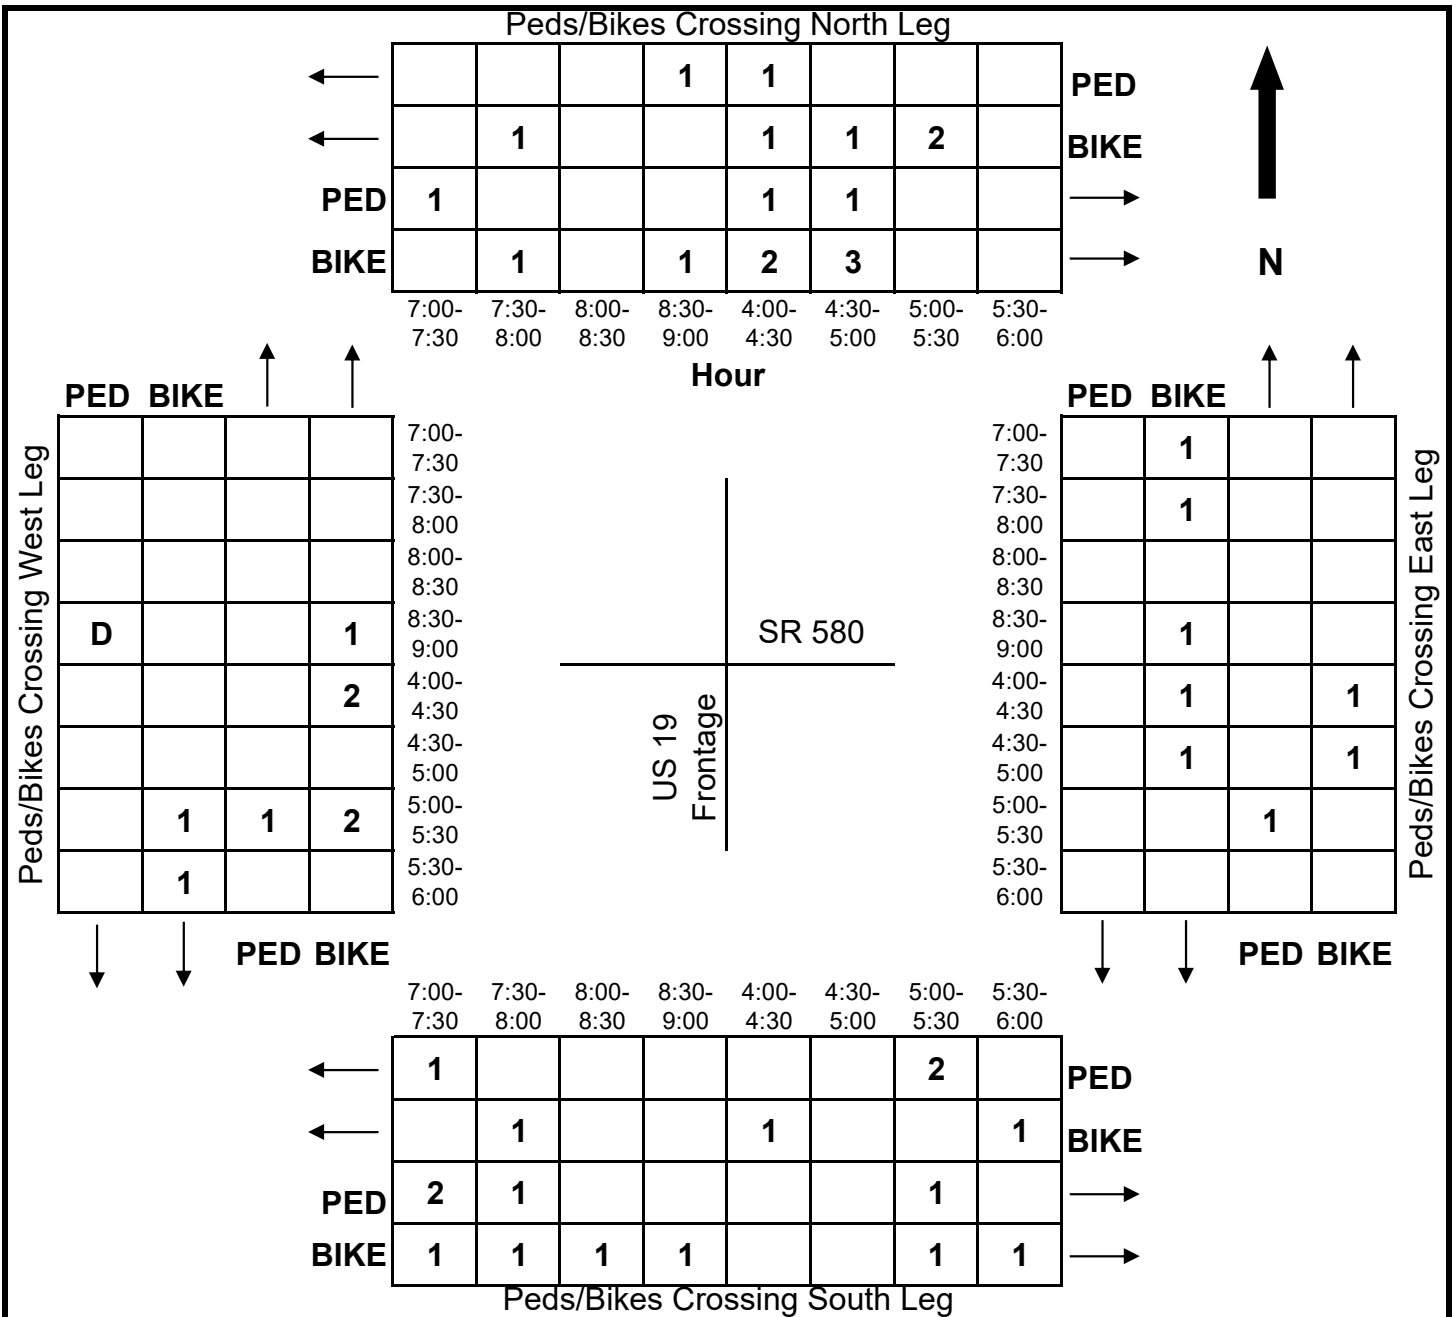 Peds/Bikes Crossing North Leg
1 1 PED
1 1 1 2 BIKE
PED 1 1 1
BIKE 1 1 2 3 N
7:00- 7:30- 8:00- 8:30- 4:00- 4:30- 5:00- 5:30-
7:30 8:00 8:30 9:00 4:30 5:00 5:30 6:00
Hour
PED BIKE
Peds/Bikes Crossing West Leg
7:00-
7:30
7:30-
8:00
8:00-
8:30
D 1 8:30-
9:00
2 4:00-
4:30
4:30-
5:00
1 1 2 5:00-
5:30
1 5:30-
6:00
PED BIKE
SR 580
US 19
Frontage
PED BIKE
7:00- 1
7:30
7:30- 1
8:00
8:00-
8:30
8:30- 1
9:00
4:00- 1 1
4:30
4:30- 1 1
5:00
5:00- 1
5:30
5:30-
6:00
PED BIKE
Peds/Bikes Crossing East Leg
7:00- 7:30- 8:00- 8:30- 4:00- 4:30- 5:00- 5:30-
7:30 8:00 8:30 9:00 4:30 5:00 5:30 6:00
1 2 PED
1 1 1 BIKE
PED 2 1 1
BIKE 1 1 1 1 1 1
Peds/Bikes Crossing South Leg